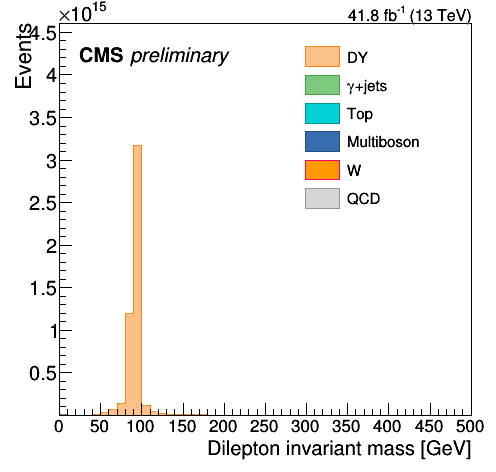 ×10¹⁵
41.8 fb⁻¹ (13 TeV)
Events
CMS preliminary
DY
γ+jets
Top
Multiboson
W
QCD
4.5
4
3.5
3
2.5
2
1.5
1
0.5
0 50 100 150 200 250 300 350 400 450 500
Dilepton invariant mass [GeV]